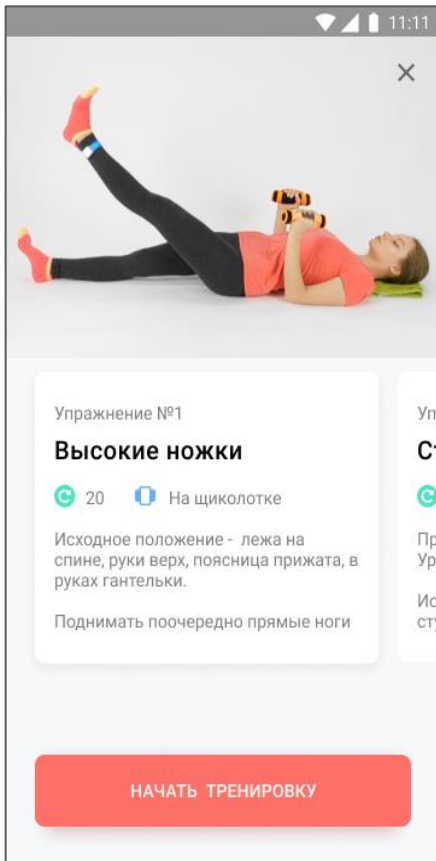 11:11
Упражнение №1
Высокие ножки
20 На щиколотке
Исходное положение - лежа на
спине, руки верх, поясница прижата, в
руках гантельки.
Поднимать поочередно прямые ноги
НАЧАТЬ ТРЕНИРОВКУ